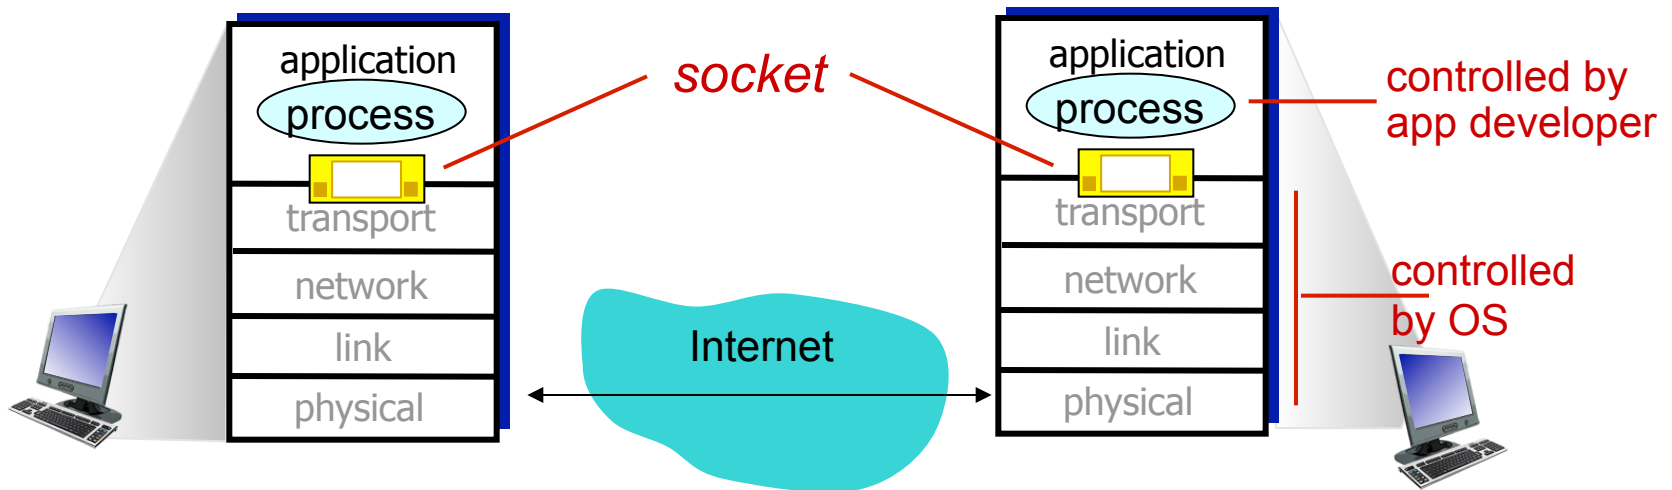 application
process
transport
network
link
physical
socket
Internet
application
process
transport
network
link
physical
controlled by
app developer
controlled
by OS